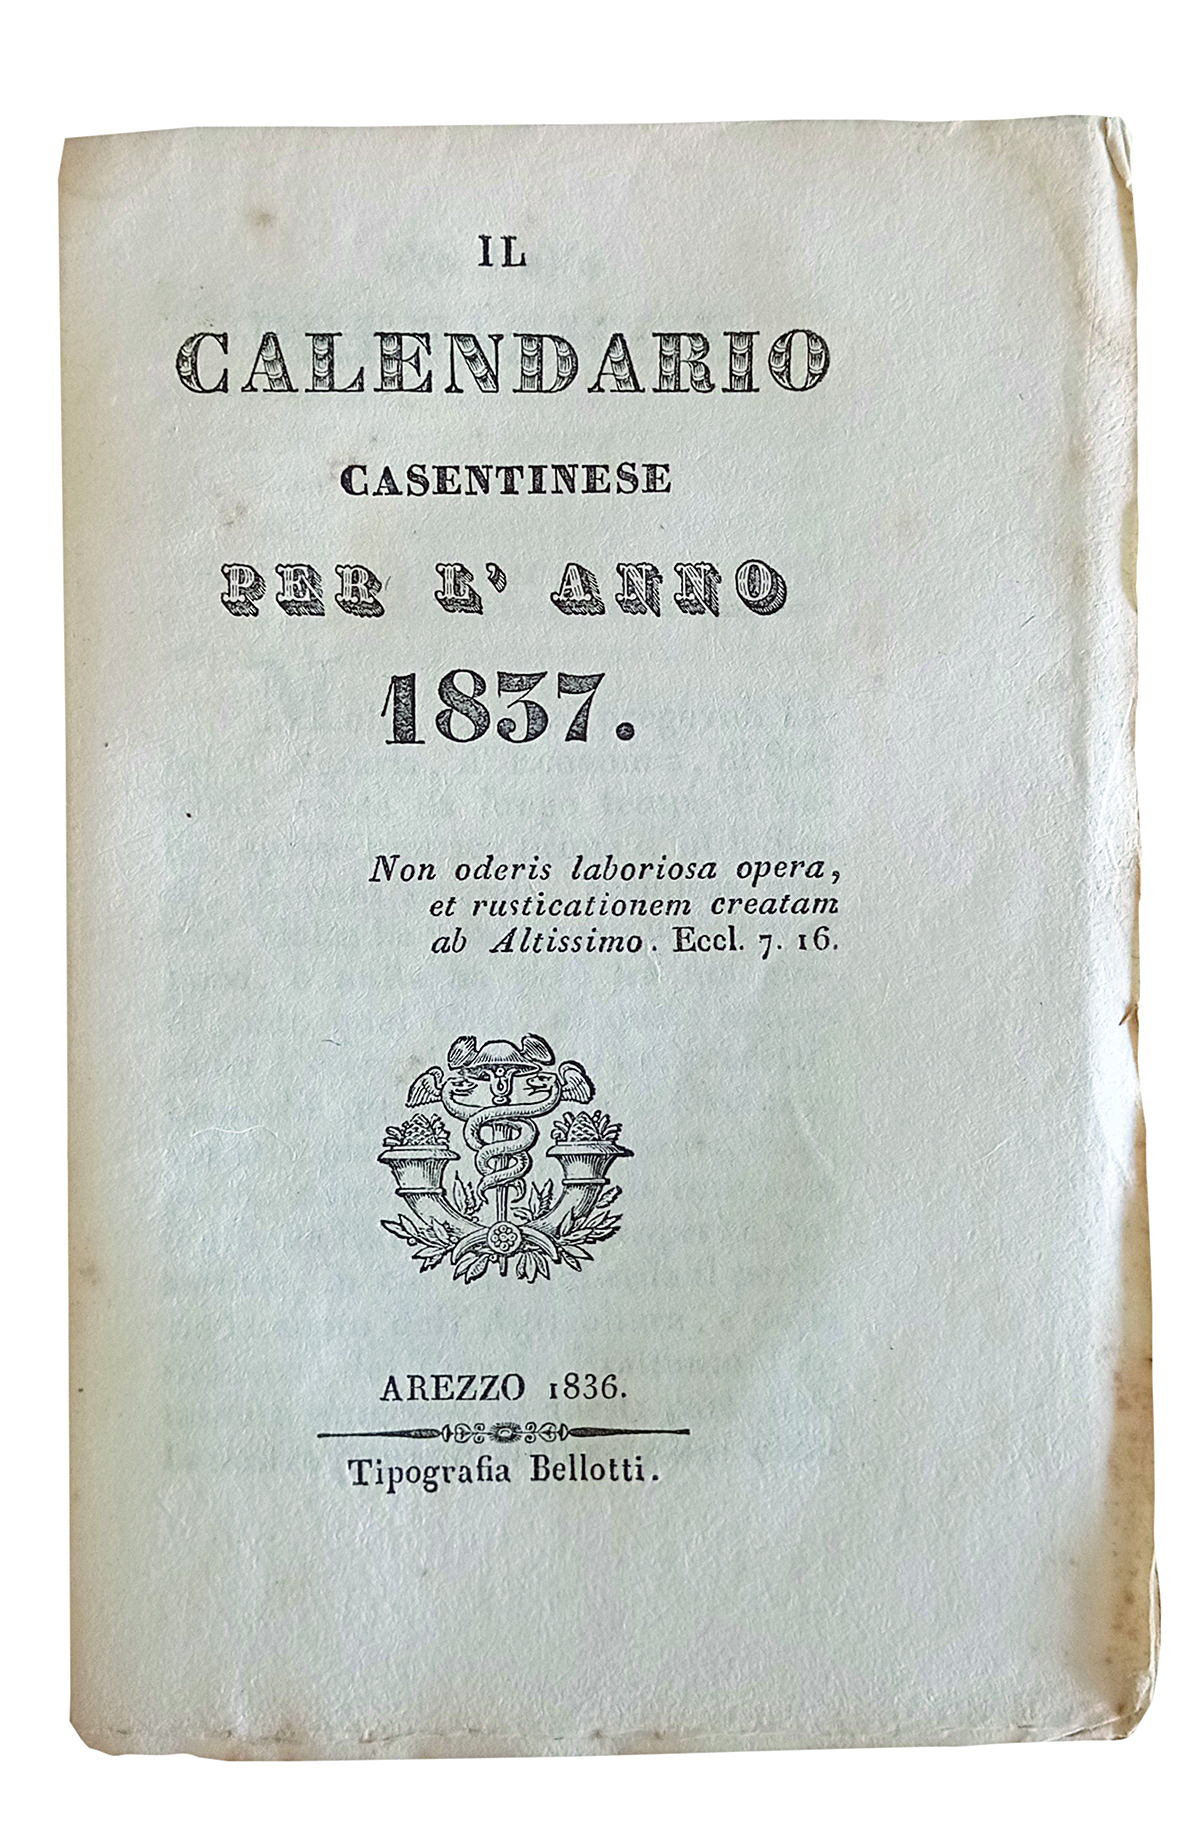 IL
CALENDARIO
CASENTINESE
PER L' ANNO
1837.
Non oderis laboriosa opera,
et rusticationem creatam
ab Altissimo. Eccl. 7. 16.
AREZZO 1836.
Tipografia Bellotti.